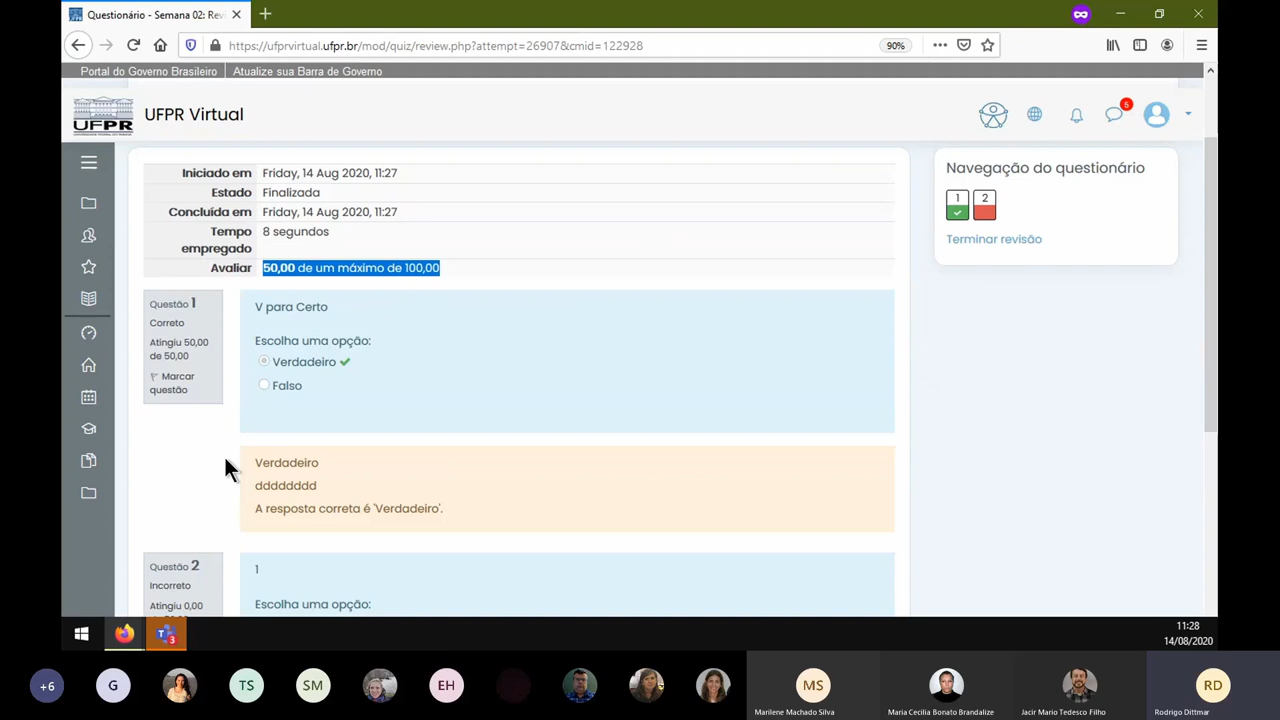 Questionário - Semana 02: Revi
https://ufprvirtual.ufpr.br/mod/quiz/review.php?attempt=26907&cmid=122928
90%
Portal do Governo Brasileiro
Atualize sua Barra de Governo
UFPR
UFPR Virtual
5
Iniciado em Friday, 14 Aug 2020, 11:27
Estado Finalizada
Concluída em Friday, 14 Aug 2020, 11:27
Tempo empregado 8 segundos
Avaliar 50,00 de um máximo de 100,00
Navegação do questionário
1 2
Terminar revisão
Questão 1
Correto
Atingiu 50,00
de 50,00
Marcar
questão
V para Certo
Escolha uma opção:
Verdadeiro
Falso
Verdadeiro
dddddddd
A resposta correta é 'Verdadeiro'.
Questão 2
Incorreto
Atingiu 0,00
1
Escolha uma opção:
3
11:28
14/08/2020
+6
G
TS
SM
EH
MS
RD
Marilene Machado Silva
Maria Cecilia Bonato Brandalize
Jacir Mario Tedesco Filho
Rodrigo Dittmar